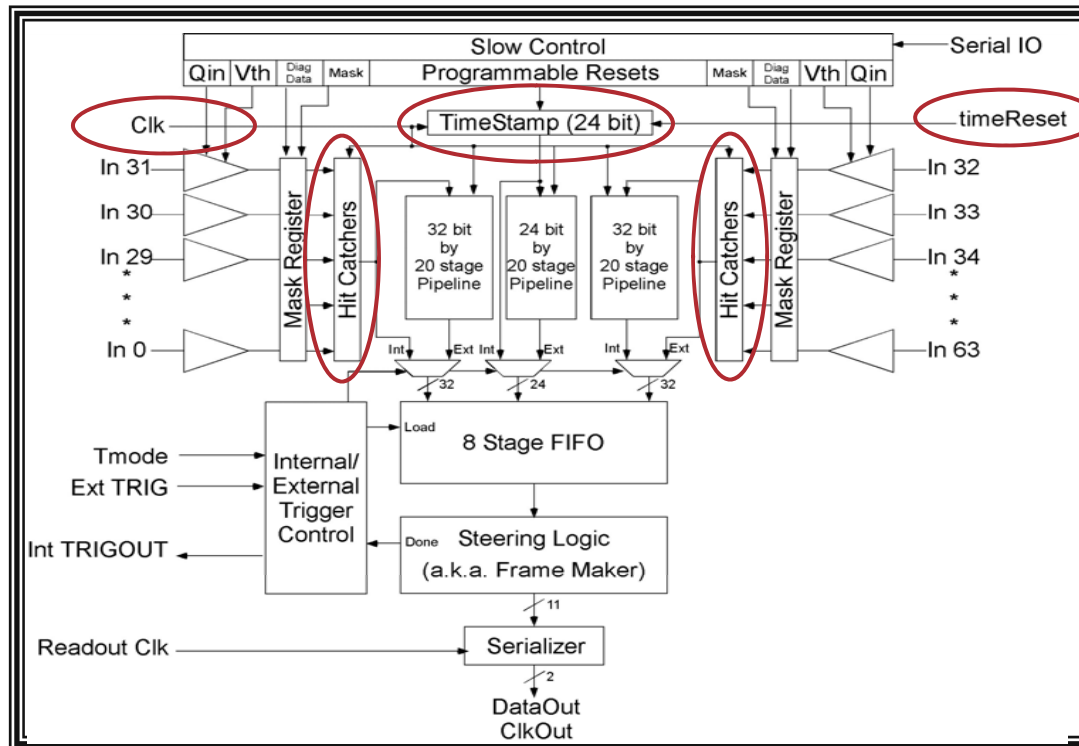 Slow Control
Serial IO
Qin Vth Diag Data Mask Programmable Resets Mask Diag Data Vth Qin
Clk
TimeStamp (24 bit)
timeReset
In 31
In 30
In 29
*
*
*
In 0
Mask Register
Hit Catchers
32 bit
by
20 stage
Pipeline
24 bit
by
20 stage
Pipeline
32 bit
by
20 stage
Pipeline
Hit Catchers
Mask Register
In 32
In 33
In 34
*
*
*
In 63
Int Ext Int Ext Int Ext
32 24 32
Load
8 Stage FIFO
Tmode
Ext TRIG
Int TRIGOUT
Internal/
External
Trigger
Control
Done
Steering Logic
(a.k.a. Frame Maker)
11
Readout Clk
Serializer
2
DataOut
ClkOut